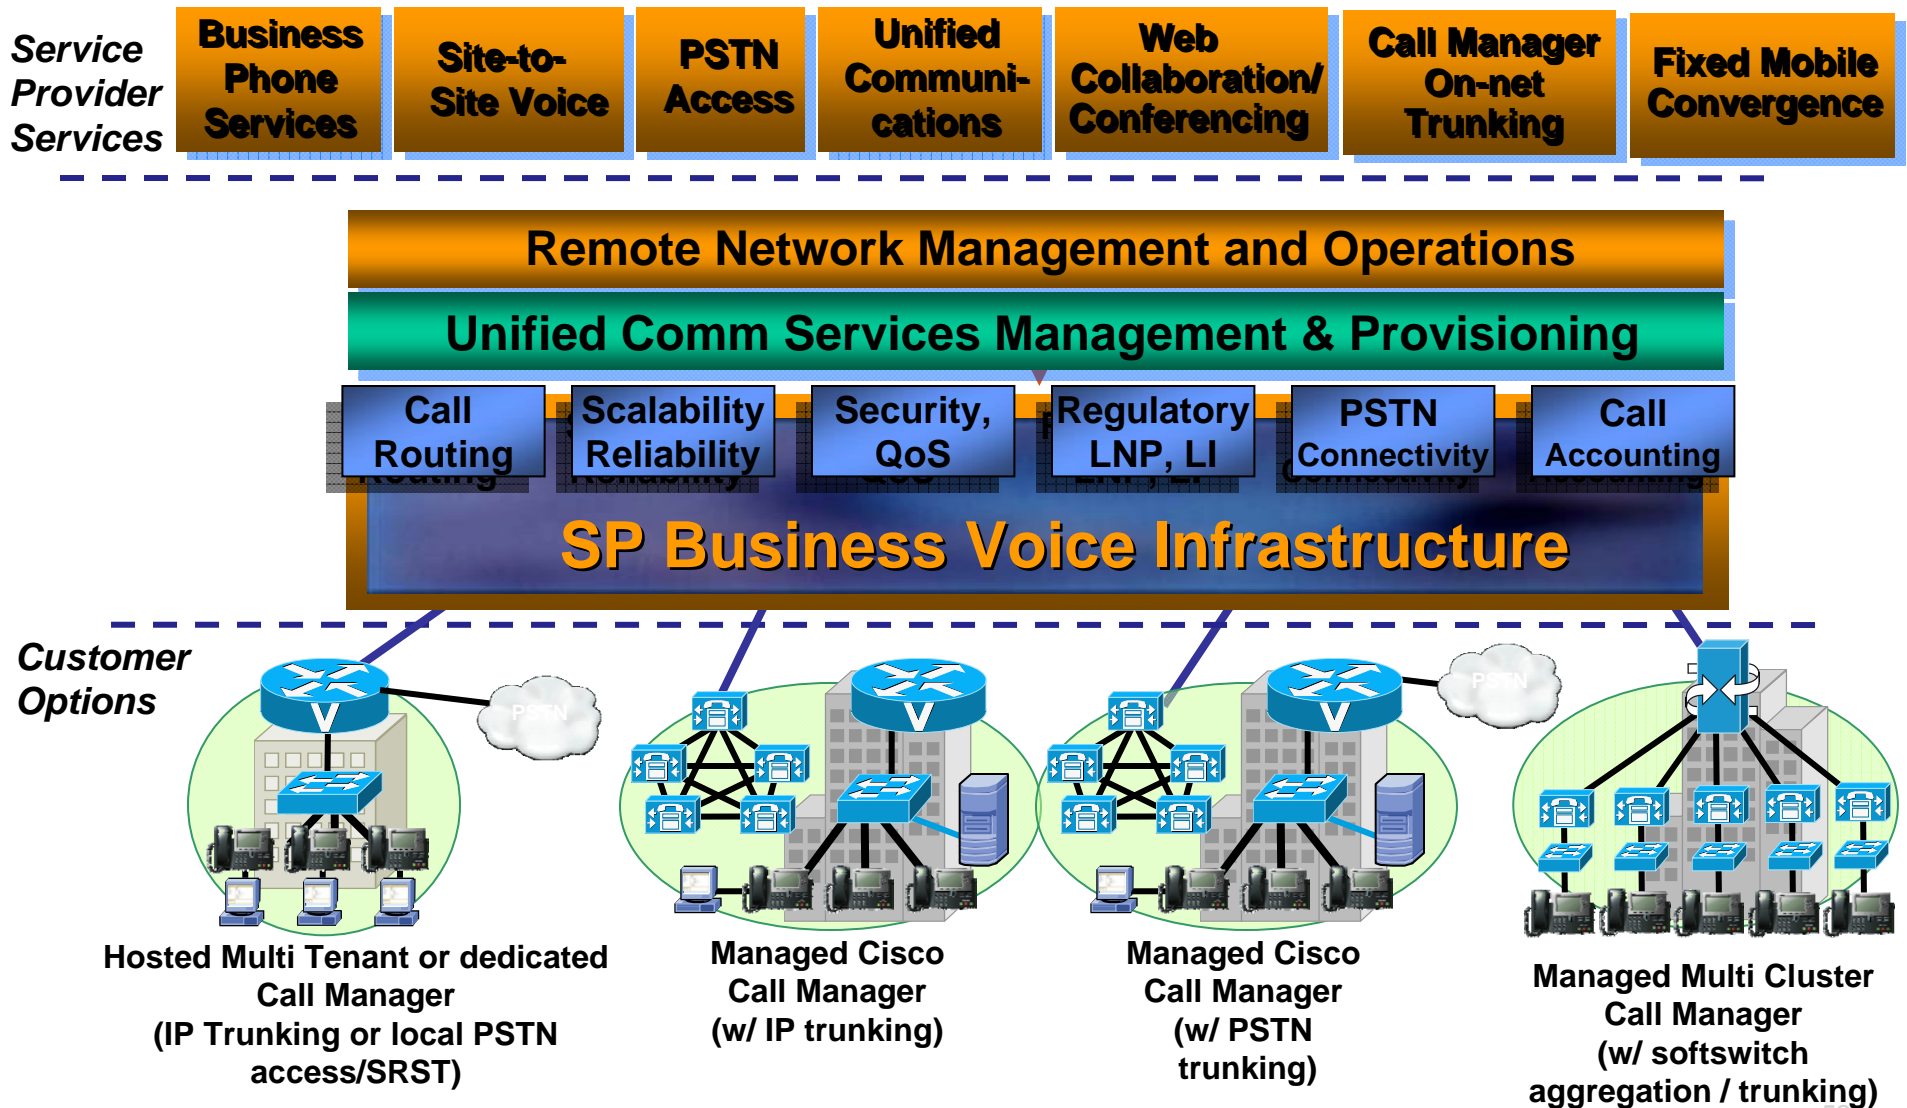 Service
Provider
Services
Business
Phone
Services
Site-to-
Site Voice
PSTN
Access
Unified
Communi-
cations
Web
Collaboration/
Conferencing
Call Manager
On-net
Trunking
Fixed Mobile
Convergence
Remote Network Management and Operations
Unified Comm Services Management & Provisioning
Call
Routing
Scalability
Reliability
Security,
QoS
Regulatory
LNP, LI
PSTN
Connectivity
Call
Accounting
SP Business Voice Infrastructure
Customer
Options
V
PSTN
V
V
PSTN
Hosted Multi Tenant or dedicated
Call Manager
(IP Trunking or local PSTN
access/SRST)
Managed Cisco
Call Manager
(w/ IP trunking)
Managed Cisco
Call Manager
(w/ PSTN
trunking)
Managed Multi Cluster
Call Manager
(w/ softswitch
aggregation / trunking)